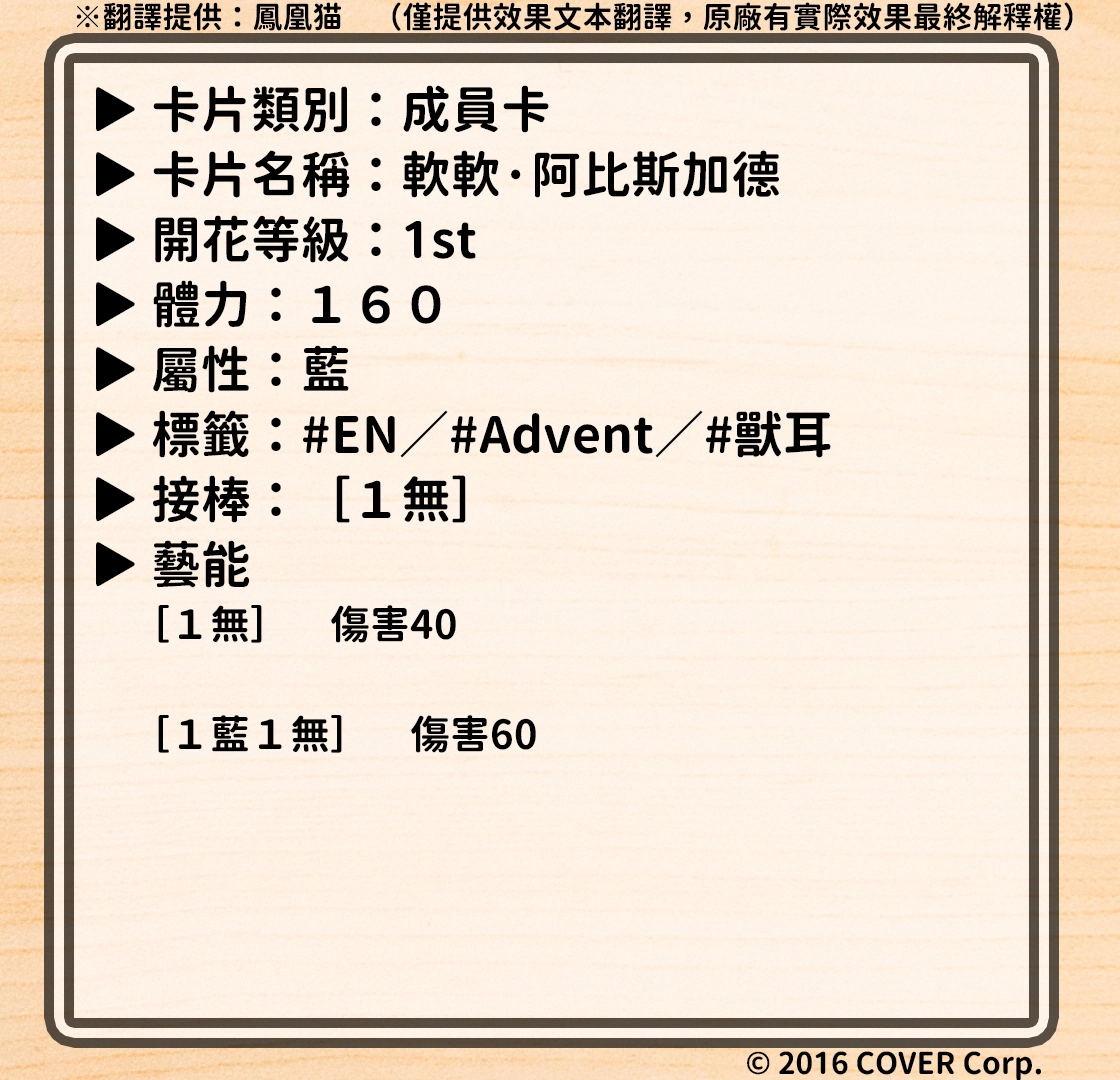 ※翻譯提供：鳳凰猫　（僅提供效果文本翻譯，原廠有實際效果最終解釋權）
▶ 卡片類別：成員卡
▶ 卡片名稱：軟軟·阿比斯加德
▶ 開花等級：1st
▶ 體力：１６０
▶ 屬性：藍
▶ 標籤：#EN／#Advent／#獸耳
▶ 接棒：［１無］
▶ 藝能
［１無］　傷害40
［１藍１無］　傷害60
© 2016 COVER Corp.